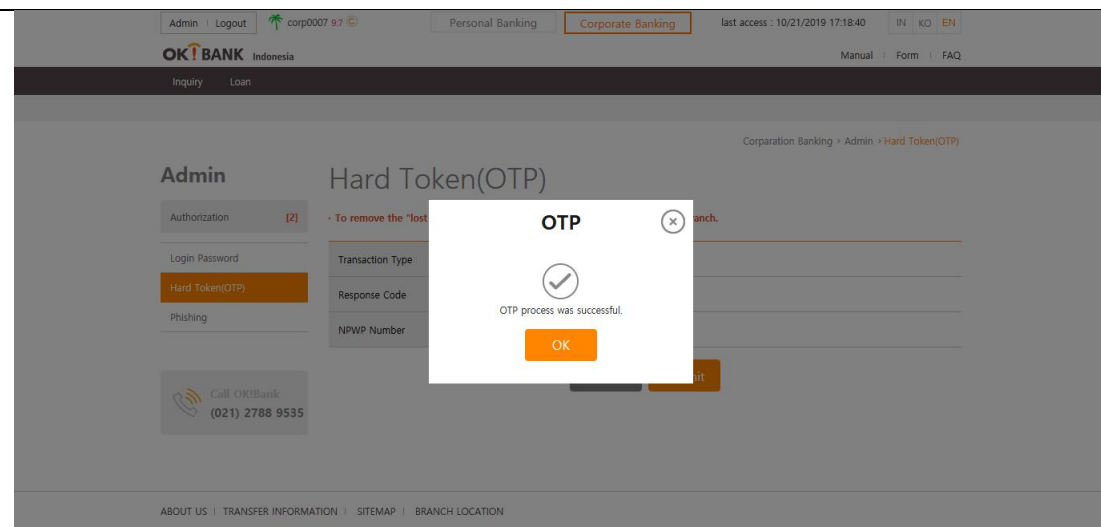 Admin | Logout corp0007 9:7 Personal Banking Corporate Banking last access : 10/21/2019 17:18:40 IN KO EN
OK! BANK Indonesia Manual | Form | FAQ
Inquiry Loan
Corparation Banking > Admin > Hard Token(OTP)
Admin
Authorization [2]
Login Password
Hard Token(OTP)
Phishing
Call OK!Bank
(021) 2788 9535
Hard Token(OTP)
- To remove the "lost anch.
Transaction Type
Response Code
NPWP Number
OTP
OTP process was successful.
OK
it
ABOUT US | TRANSFER INFORMATION | SITEMAP | BRANCH LOCATION